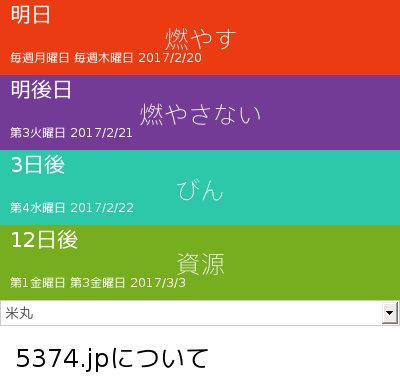 明日
燃やす
毎週月曜日 毎週木曜日 2017/2/20
明後日
燃やさない
第3火曜日 2017/2/21
3日後
びん
第4水曜日 2017/2/22
12日後
資源
第1金曜日 第3金曜日 2017/3/3
米丸
5374.jpについて